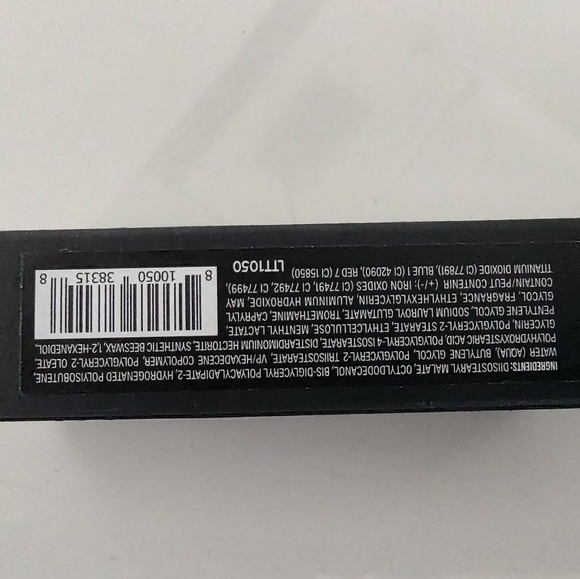 INGREDIENTS: DIISOSTEARYL MALATE, OCTYLDODECANOL, BIS-DIGLYCERYL POLYACYLADIPATE-2, HYDROGENATED POLYISOBUTENE,
WATER (AQUA), BUTYLENE GLYCOL, POLYGLYCERYL-2 TRIISOSTEARATE, VP/HEXADECENE COPOLYMER, POLYGLYCERYL-2 OLEATE,
POLYHYDROXYSTEARIC ACID, POLYGLYCERYL-4 ISOSTEARATE, DISTEARDIMONIUM HECTORITE, SYNTHETIC BEESWAX, 1,2-HEXANEDIOL,
GLYCERIN, POLYGLYCERYL-2 STEARATE, ETHYLCELLULOSE, MENTHYL LACTATE,
PENTYLENE GLYCOL, SODIUM LAUROYL GLUTAMATE, TROMETHAMINE, CAPRYLYL
GLYCOL, FRAGRANCE, ETHYLHEXYLGLYCERIN, ALUMINUM HYDROXIDE, MAY
CONTAIN/PEUT CONTENIR (+/-): IRON OXIDES (CI 77491, CI 77492, CI 77499),
TITANIUM DIOXIDE (CI 77891), BLUE 1 (CI 42090), RED 7 (CI 15850)
LTT1050
8 10050 38315 8